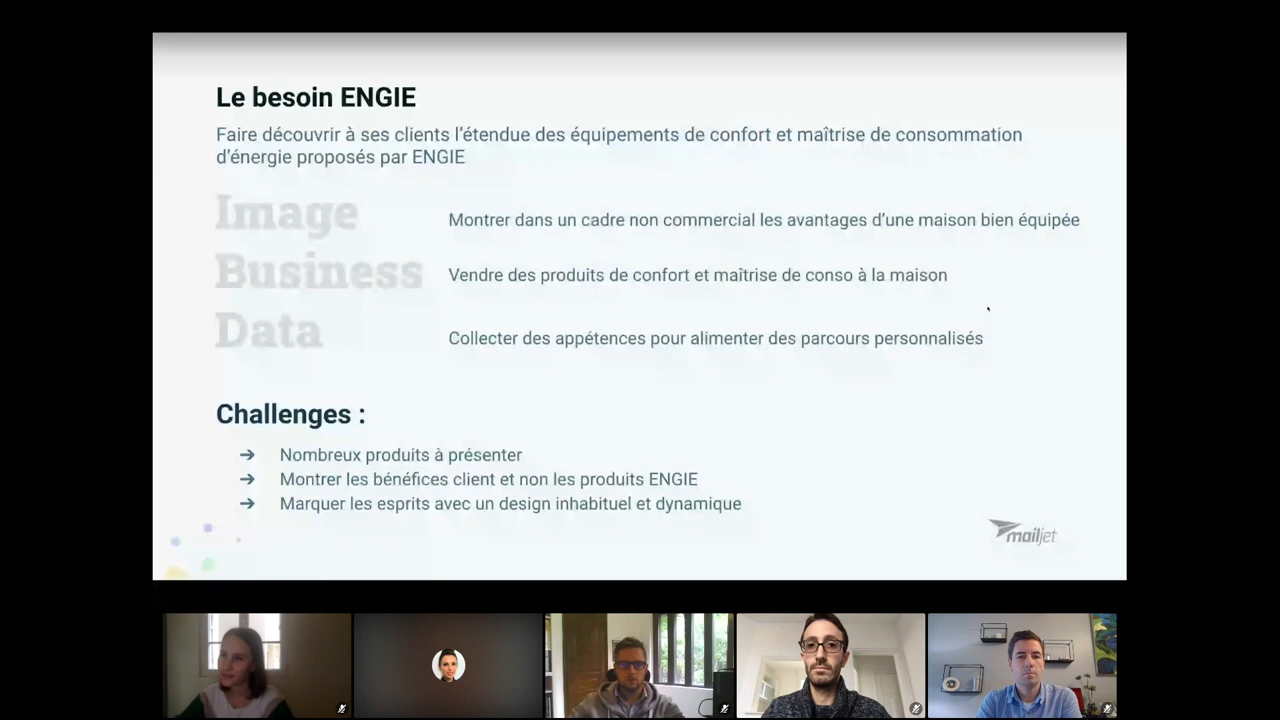 Le besoin ENGIE
Faire découvrir à ses clients l'étendue des équipements de confort et maîtrise de consommation
d'énergie proposés par ENGIE
Image
Montrer dans un cadre non commercial les avantages d'une maison bien équipée
Business
Vendre des produits de confort et maîtrise de conso à la maison
Data
Collecter des appétences pour alimenter des parcours personnalisés
Challenges :
➔ Nombreux produits à présenter
➔ Montrer les bénéfices client et non les produits ENGIE
➔ Marquer les esprits avec un design inhabituel et dynamique
mailjet